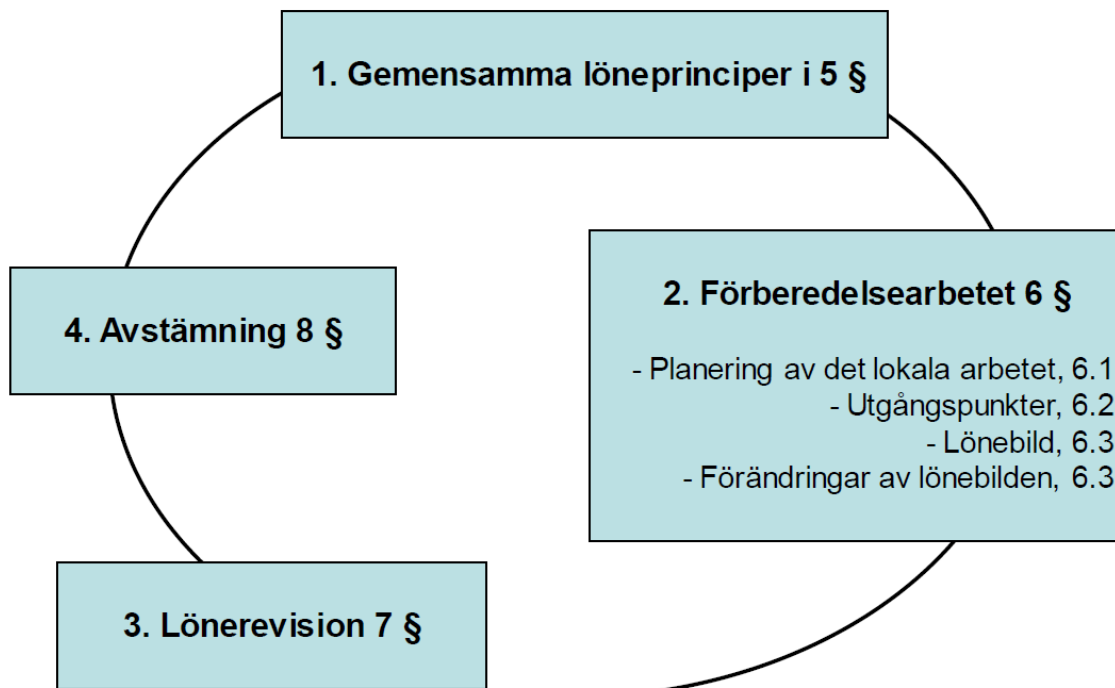 1. Gemensamma löneprinciper i 5 §
2. Förberedelsearbetet 6 §
- Planering av det lokala arbetet, 6.1
- Utgångspunkter, 6.2
- Lönebild, 6.3
- Förändringar av lönebilden, 6.3
3. Lönerevision 7 §
4. Avstämning 8 §